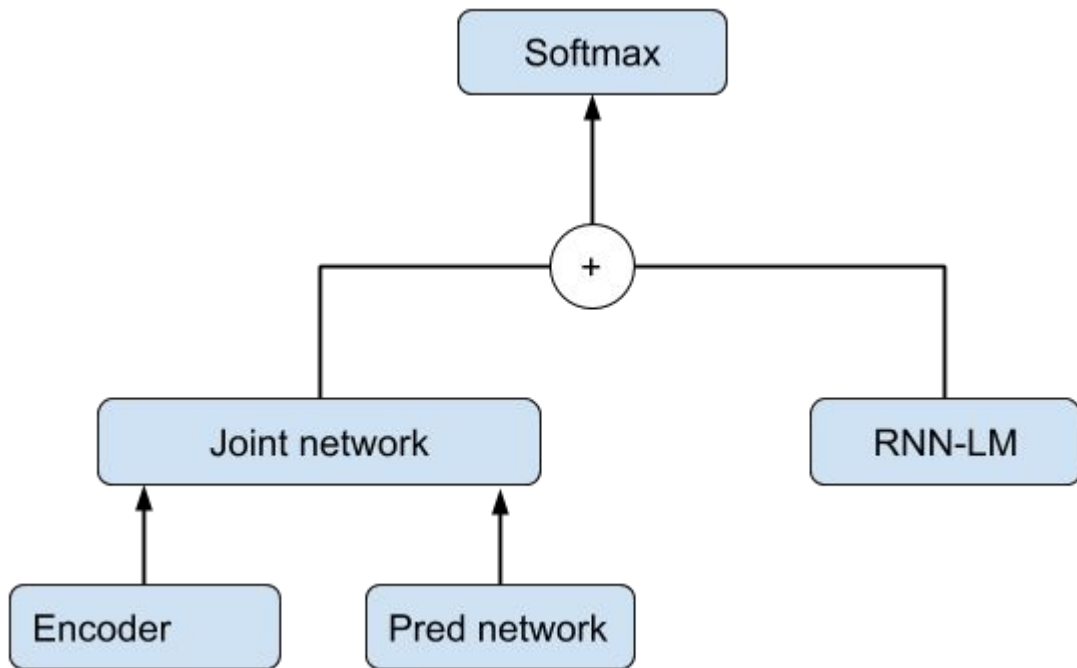 Softmax
+
Joint network
RNN-LM
Encoder
Pred network